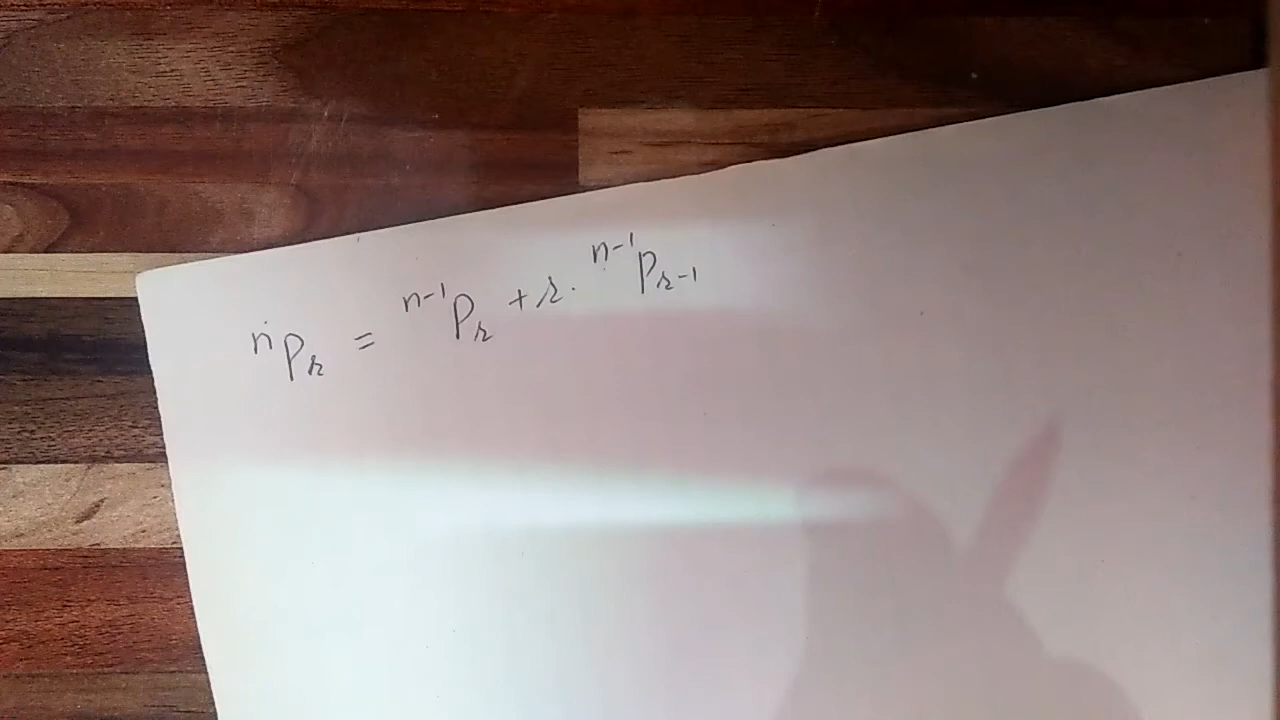 ⁿPᵣ = ⁿ⁻¹Pᵣ + r. ⁿ⁻¹Pᵣ₋₁